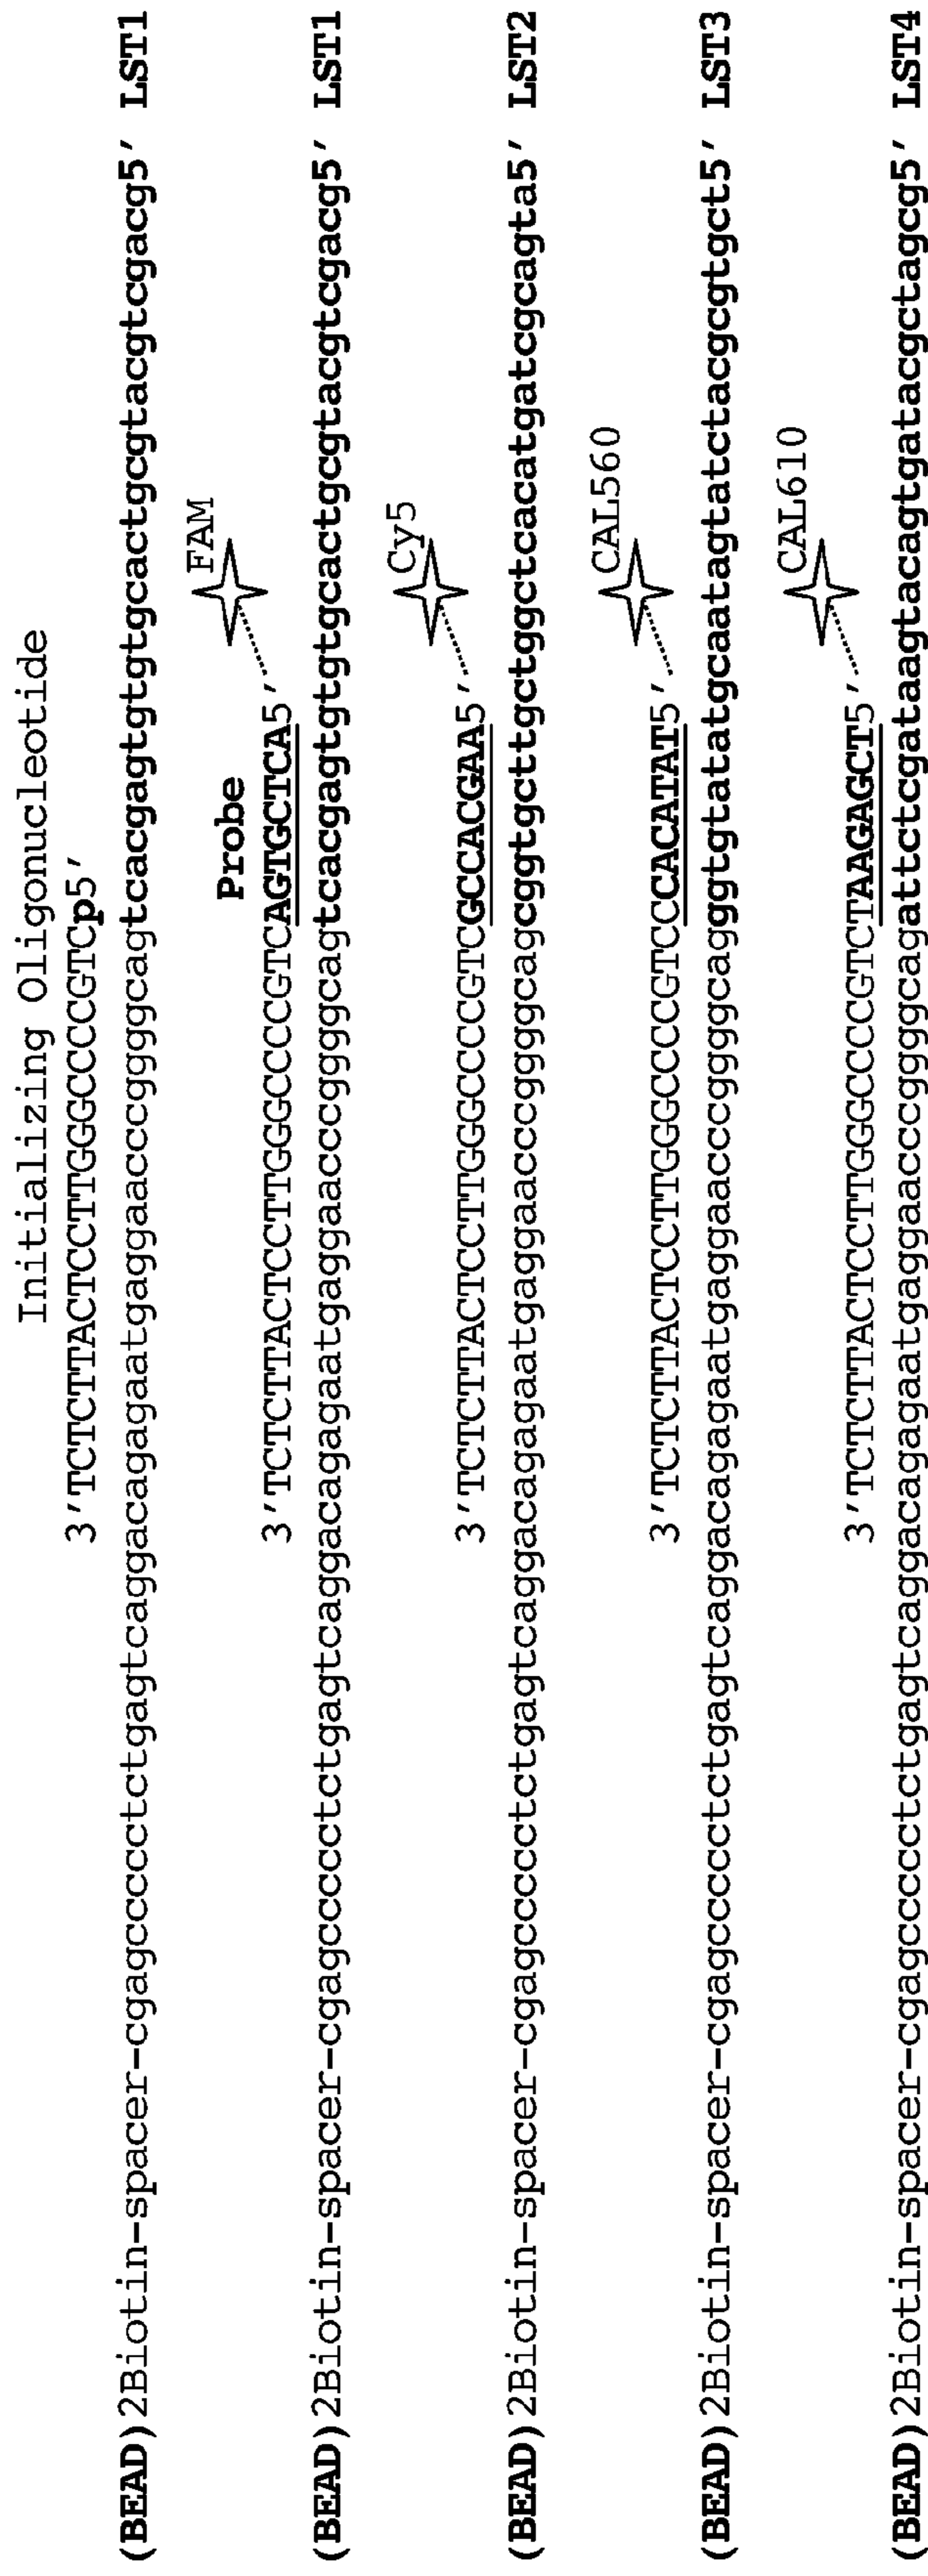 Initializing Oligonucleotide
3'TCTCTTACTCCTTGGGCCCCGTCp5'
(BEAD)2Biotin-spacer-cgagcccctctgagtcaggacagagaatgaggaacccggggcagtcacgagtgtgtgcactgcgtacgtcgacg5' LST1
FAM
Probe
3'TCTCTTACTCCTTGGGCCCCGTCAGTGCTCA5'
(BEAD)2Biotin-spacer-cgagcccctctgagtcaggacagagaatgaggaacccggggcagtcacgagtgtgtgcactgcgtacgtcgacg5' LST1
Cy5
3'TCTCTTACTCCTTGGGCCCCGTCGCCACGAA5'
(BEAD)2Biotin-spacer-cgagcccctctgagtcaggacagagaatgaggaacccggggcagcggtgcttgctggctcacatgatcgcagta5' LST2
CAL560
3'TCTCTTACTCCTTGGGCCCCGTCCCACATAT5'
(BEAD)2Biotin-spacer-cgagcccctctgagtcaggacagagaatgaggaacccggggcagggtgtatatgcaatagtatctacgcgtgct5' LST3
CAL610
3'TCTCTTACTCCTTGGGCCCCGTCTAAGAGCT5'
(BEAD)2Biotin-spacer-cgagcccctctgagtcaggacagagaatgaggaacccggggcagattctcgataagtacagtgatacgctagcg5' LST4